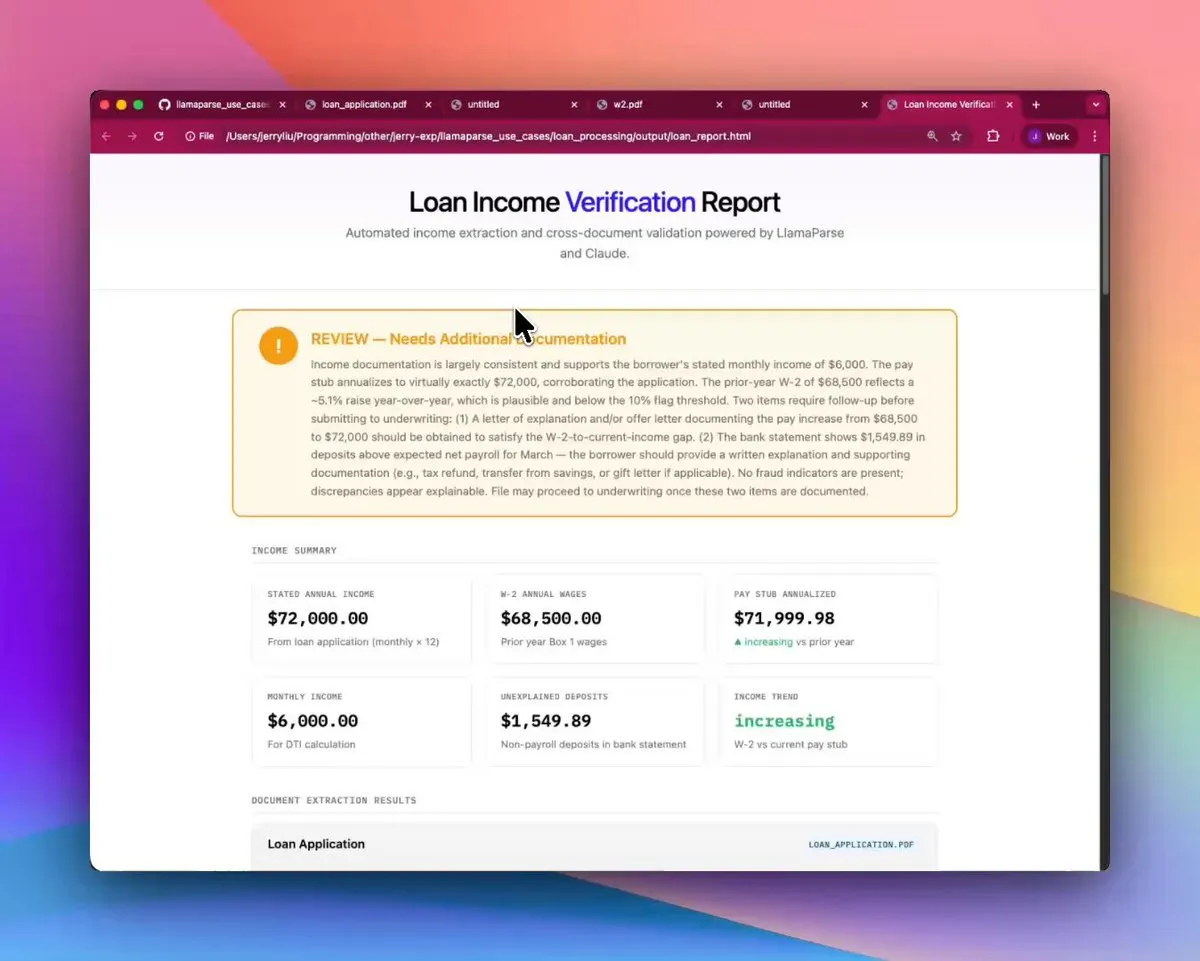 llamaparse_use_case
loan_application.pdf
untitled
w2.pdf
untitled
Loan Income Verificati
File
/Users/jerryliu/Programming/other/jerry-exp/llamaparse_use_cases/loan_processing/output/loan_report.html
J
Work
Loan Income Verification Report
Automated income extraction and cross-document validation powered by LlamaParse
and Claude.
!
REVIEW — Needs Additional Documentation
Income documentation is largely consistent and supports the borrower's stated monthly income of $6,000. The pay
stub annualizes to virtually exactly $72,000, corroborating the application. The prior-year W-2 of $68,500 reflects a
~5.1% raise year-over-year, which is plausible and below the 10% flag threshold. Two items require follow-up before
submitting to underwriting: (1) A letter of explanation and/or offer letter documenting the pay increase from $68,500
to $72,000 should be obtained to satisfy the W-2-to-current-income gap. (2) The bank statement shows $1,549.89 in
deposits above expected net payroll for March — the borrower should provide a written explanation and supporting
documentation (e.g., tax refund, transfer from savings, or gift letter if applicable). No fraud indicators are present;
discrepancies appear explainable. File may proceed to underwriting once these two items are documented.
INCOME SUMMARY
STATED ANNUAL INCOME
$72,000.00
From loan application (monthly × 12)
W-2 ANNUAL WAGES
$68,500.00
Prior year Box 1 wages
PAY STUB ANNUALIZED
$71,999.98
▲ increasing vs prior year
MONTHLY INCOME
$6,000.00
For DTI calculation
UNEXPLAINED DEPOSITS
$1,549.89
Non-payroll deposits in bank statement
INCOME TREND
increasing
W-2 vs current pay stub
DOCUMENT EXTRACTION RESULTS
Loan Application
LOAN_APPLICATION.PDF